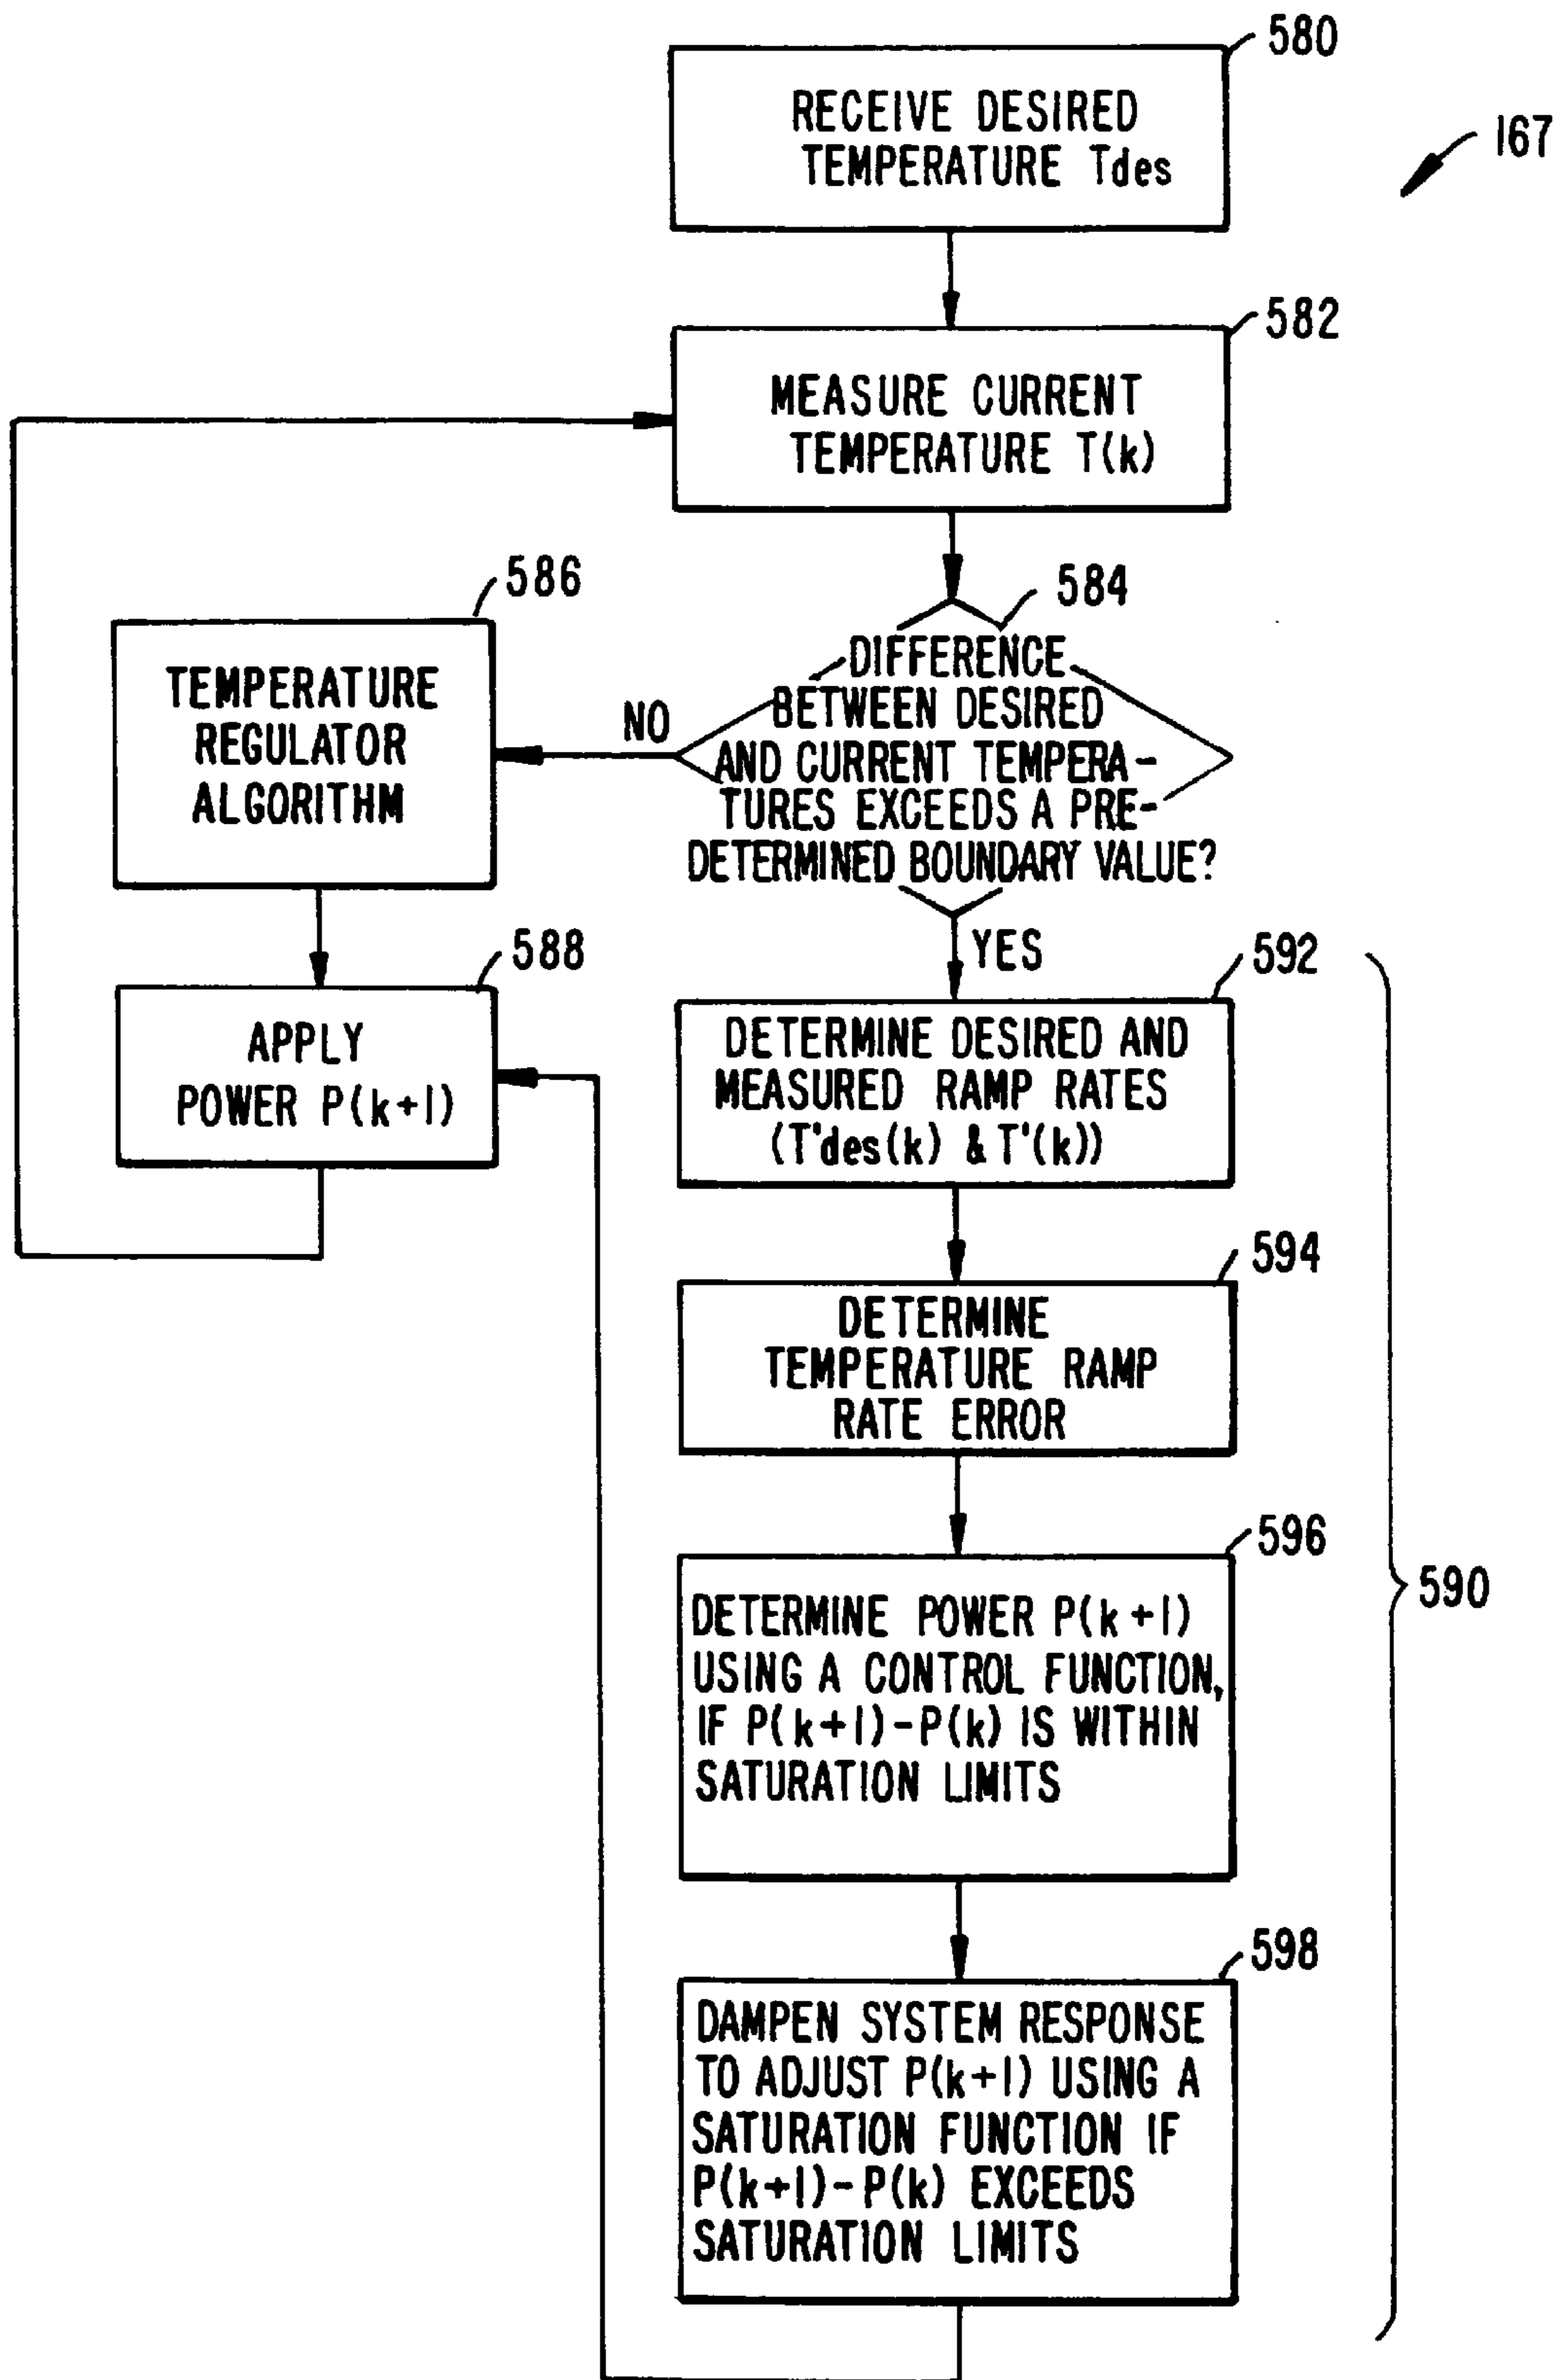 580
RECEIVE DESIRED
TEMPERATURE Tdes
167
582
MEASURE CURRENT
TEMPERATURE T(k)
584
DIFFERENCE
BETWEEN DESIRED
AND CURRENT TEMPERA-
TURES EXCEEDS A PRE-
DETERMINED BOUNDARY VALUE?
NO
586
TEMPERATURE
REGULATOR
ALGORITHM
588
APPLY
POWER P(k+1)
YES
592
DETERMINE DESIRED AND
MEASURED RAMP RATES
(T'des(k) & T'(k))
594
DETERMINE
TEMPERATURE RAMP
RATE ERROR
596
DETERMINE POWER P(k+1)
USING A CONTROL FUNCTION,
IF P(k+1)-P(k) IS WITHIN
SATURATION LIMITS
590
598
DAMPEN SYSTEM RESPONSE
TO ADJUST P(k+1) USING A
SATURATION FUNCTION IF
P(k+1)-P(k) EXCEEDS
SATURATION LIMITS